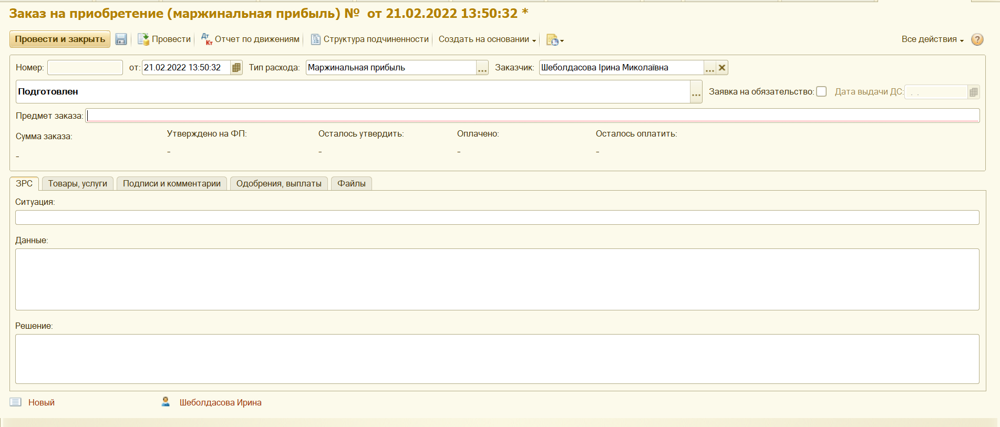 Заказ на приобретение (маржинальная прибыль) № от 21.02.2022 13:50:32 *
Провести и закрыть Провести Дт Кт Отчет по движениям Структура подчиненности Создать на основании Все действия ?
Номер: от: 21.02.2022 13:50:32 Тип расхода: Маржинальная прибыль ... Заказчик: Шеболдасова Ірина Миколаївна ... ×
Подготовлен ... Заявка на обязательство: Дата выдачи ДС: . .
Предмет заказа:
Сумма заказа: Утверждено на ФП: Осталось утвердить: Оплачено: Осталось оплатить:
- - - - -
ЗРС Товары, услуги Подписи и комментарии Одобрения, выплаты Файлы
Ситуация:
Данные:
Решение:
Новый Шеболдасова Ирина